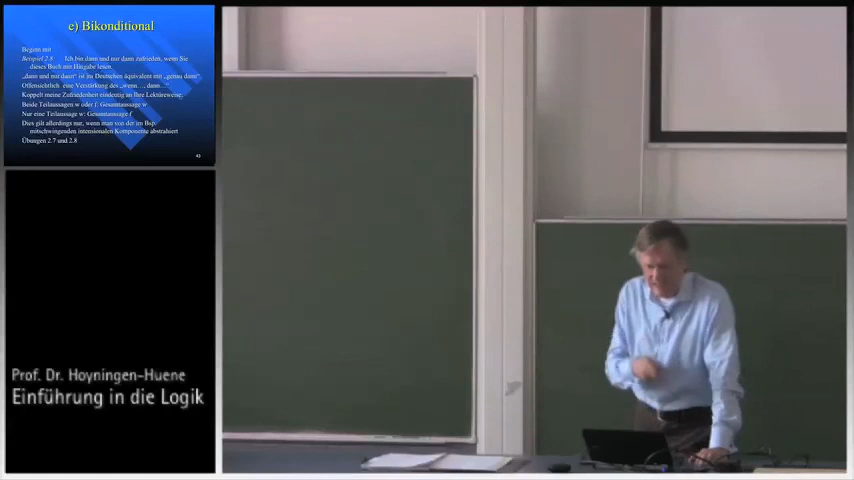 e) Bikonditional
Beginn mit
Beispiel 2.8 Ich bin dann und nur dann zufrieden, wenn Sie
dieses Buch mit Hingabe lesen.
„dann und nur dann“ ist im Deutschen äquivalent mit „genau dann“.
Offensichtlich eine Verstärkung des „wenn…, dann…“
Koppelt meine Zufriedenheit eindeutig an Ihre Lektüreweise:
Beide Teilaussagen w oder f: Gesamtaussage w
Nur eine Teilaussage w: Gesamtaussage f
Dies gilt allerdings nur, wenn man von der im Bsp.
mitschwingenden intensionalen Komponente abstrahiert
Übungen 2.7 und 2.8
43
Prof. Dr. Hoyningen-Huene
Einführung in die Logik